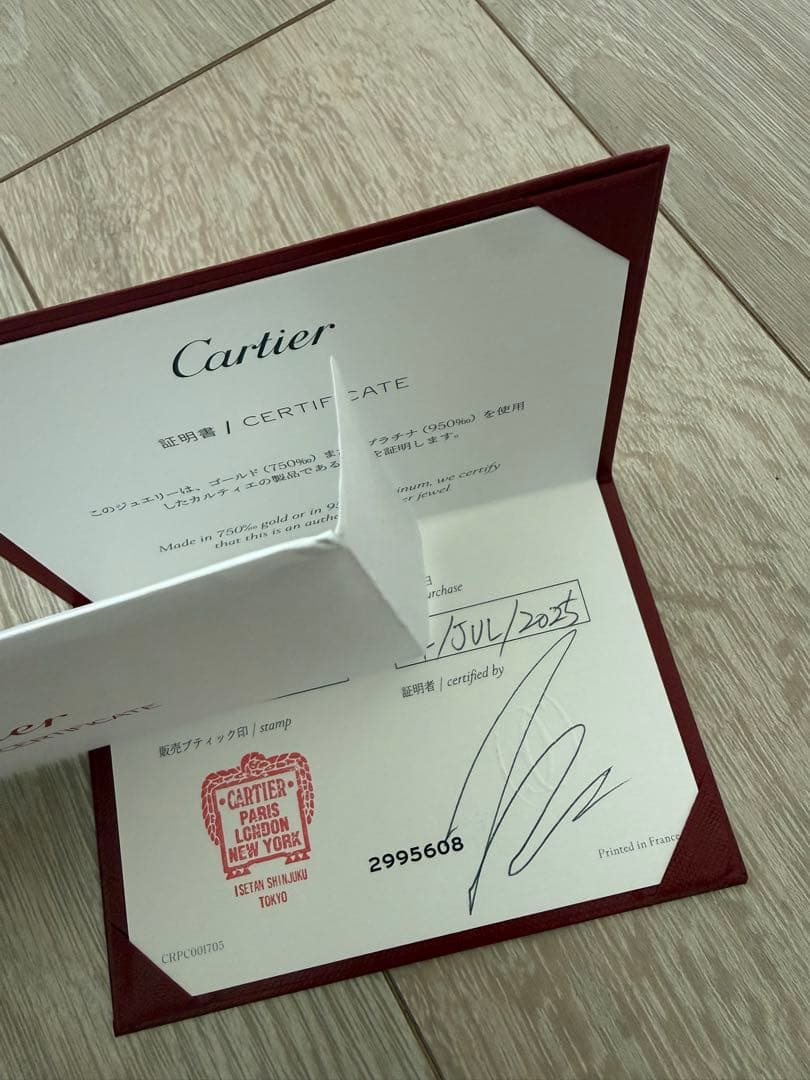 Cartier
証明書 / CERTIFICATE
このジュエリーは、ゴールド(750‰) ま プラチナ(950‰) を使用
したカルティエの製品である を証明します。
Made in 750‰ gold or in we certify
that this is an jewel
purchase
/JUL/2025
証明者 | certified by
CERTIFICATE
販売ブティック印 | stamp
CARTIER
PARIS
LONDON
NEW YORK
ISETAN SHINJUKU
TOKYO
2995608
Printed in France
CRPC001705